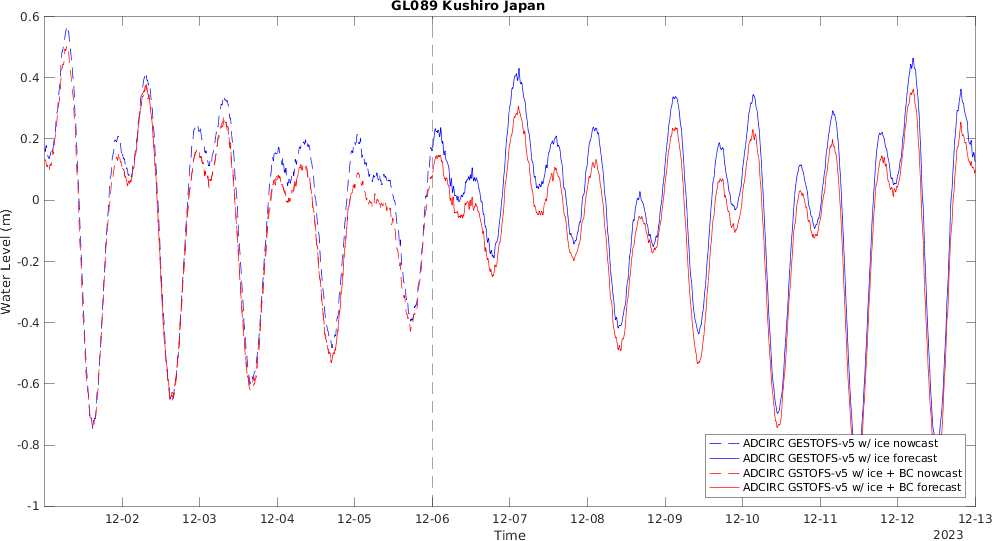 GL089 Kushiro Japan
0.6
0.4
0.2
0
-0.2
-0.4
-0.6
-0.8
-1
Water Level (m)
ADCIRC GESTOFS-v5 w/ ice nowcast
ADCIRC GESTOFS-v5 w/ ice forecast
ADCIRC GSTOFS-v5 w/ ice + BC nowcast
ADCIRC GSTOFS-v5 w/ ice + BC forecast
12-02 12-03 12-04 12-05 12-06 12-07 12-08 12-09 12-10 12-11 12-12 12-13
Time
2023